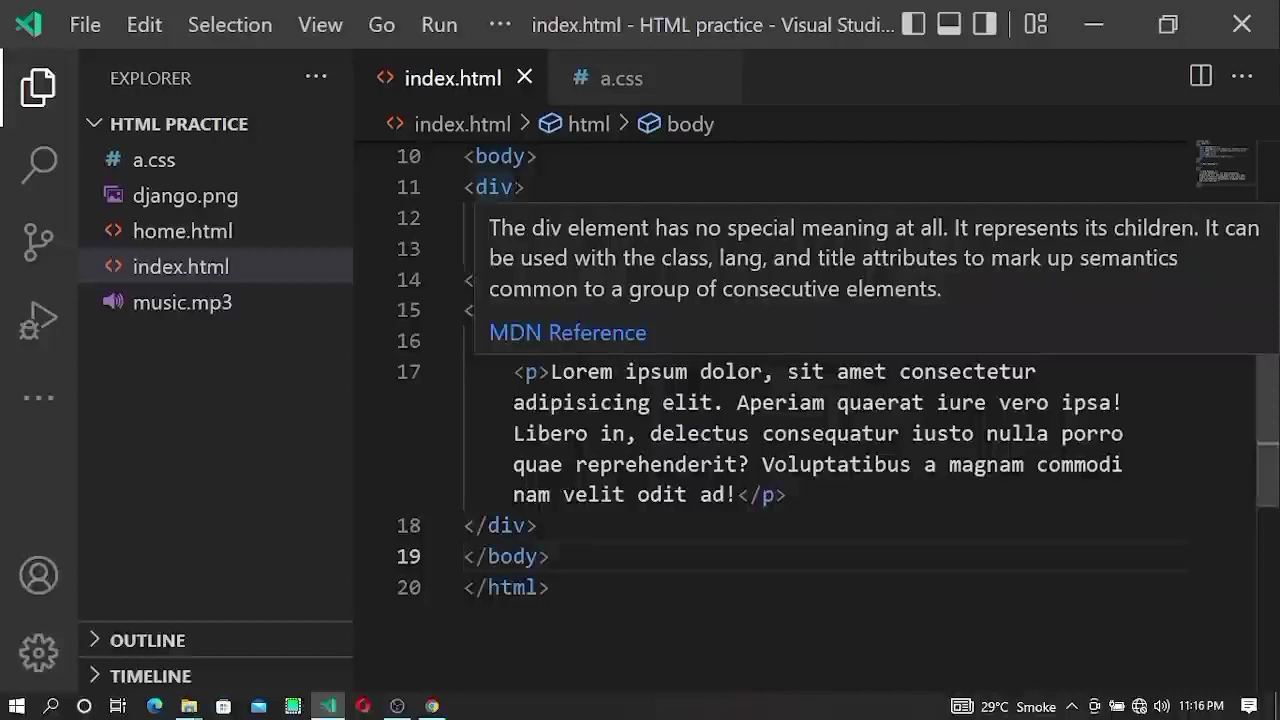 File Edit Selection View Go Run ··· index.html - HTML practice - Visual Studi...
EXPLORER ···
HTML PRACTICE
a.css
django.png
home.html
index.html
music.mp3
OUTLINE
TIMELINE
index.html
# a.css
index.html > html > body
10 <body>
11 <div>
12
13
14 <
15 <
16
The div element has no special meaning at all. It represents its children. It can
be used with the class, lang, and title attributes to mark up semantics
common to a group of consecutive elements.
MDN Reference
17 <p>Lorem ipsum dolor, sit amet consectetur
adipisicing elit. Aperiam quaerat iure vero ipsa!
Libero in, delectus consequatur iusto nulla porro
quae reprehenderit? Voluptatibus a magnam commodi
nam velit odit ad!</p>
18 </div>
19 </body>
20 </html>
29°C Smoke 11:16 PM